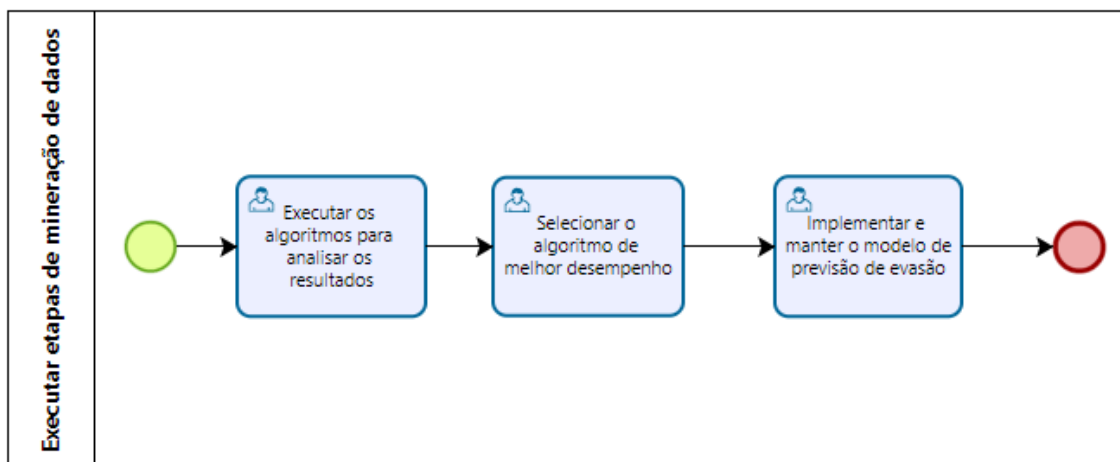 Executar etapas de mineração de dados
Executar os
algoritmos para
analisar os
resultados
Selecionar o
algoritmo de
melhor desempenho
Implementar e
manter o modelo de
previsão de evasão